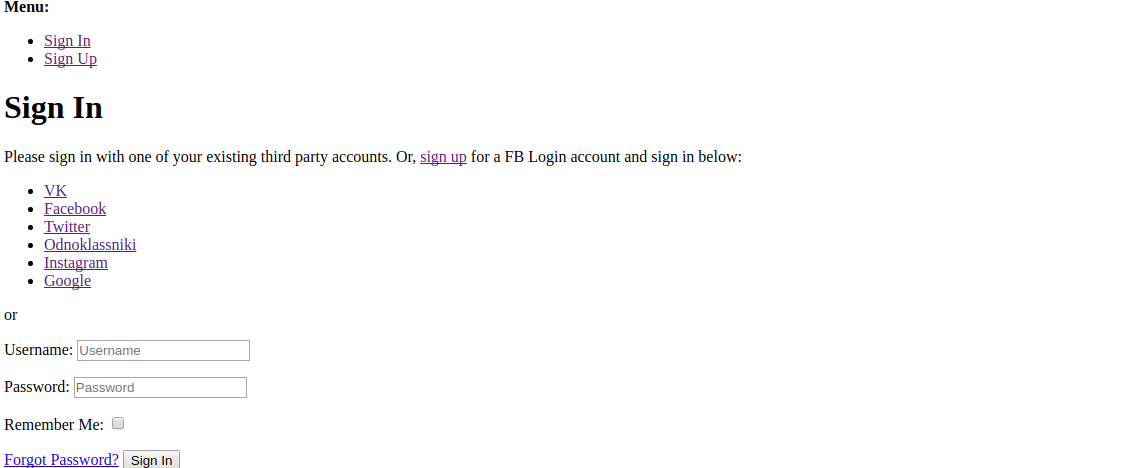 Menu:
Sign In
Sign Up
Sign In
Please sign in with one of your existing third party accounts. Or, sign up for a FB Login account and sign in below:
VK
Facebook
Twitter
Odnoklassniki
Instagram
Google
or
Username: Username
Password: Password
Remember Me:
Forgot Password? Sign In